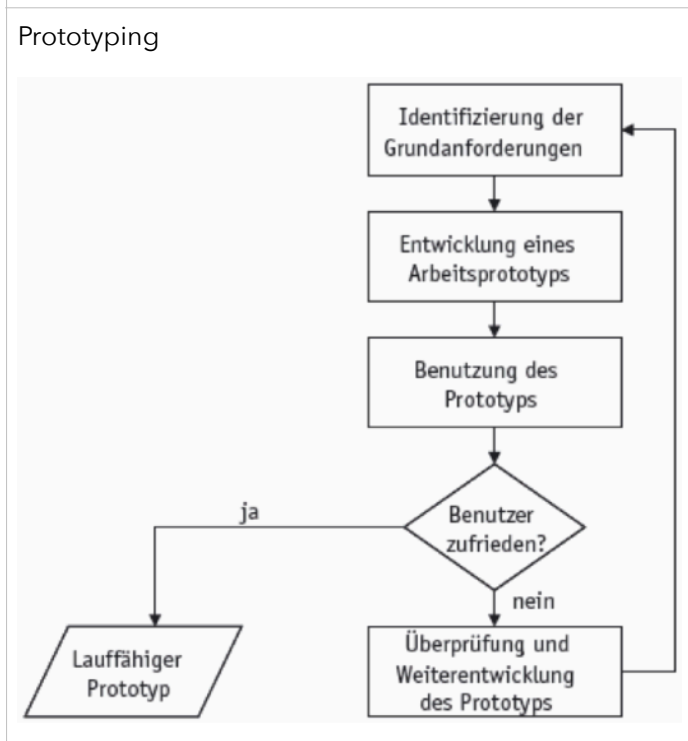 Prototyping
Identifizierung der
Grundanforderungen
Entwicklung eines
Arbeitsprototyps
Benutzung des
Prototyps
Benutzer
zufrieden?
ja
nein
Lauffähiger
Prototyp
Überprüfung und
Weiterentwicklung
des Prototyps